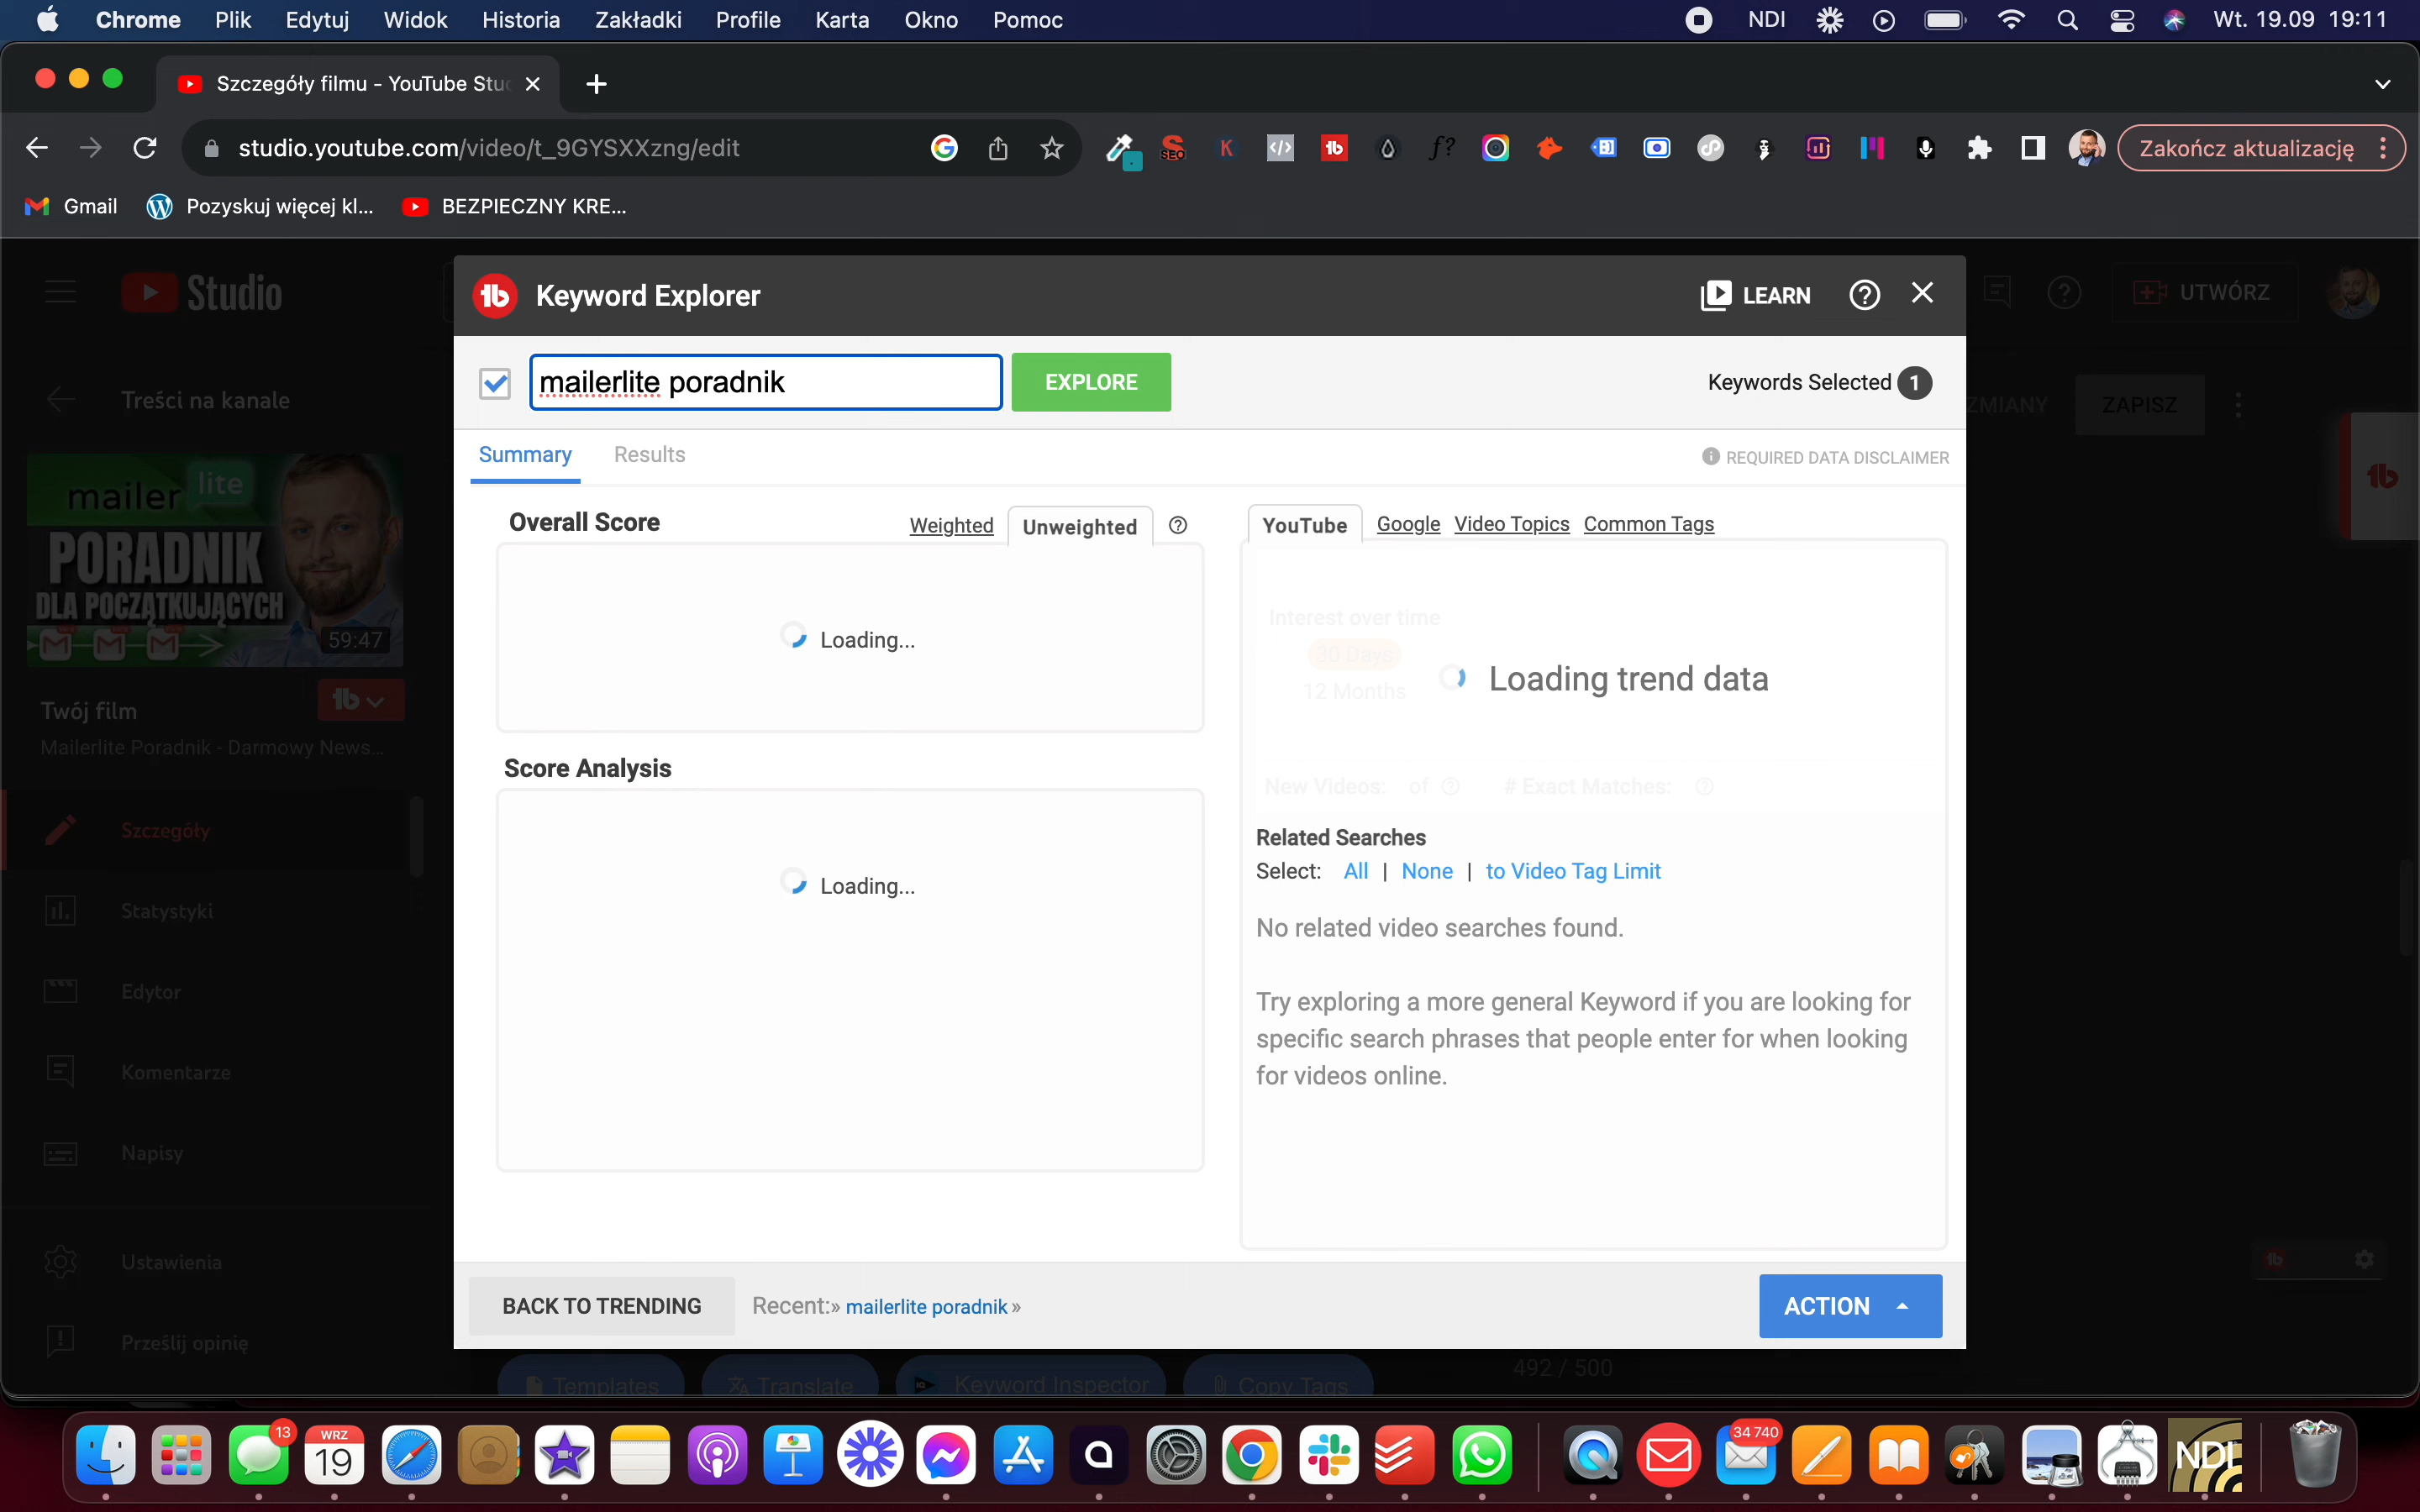 Chrome Plik Edytuj Widok Historia Zakładki Profile Karta Okno Pomoc NDI Wt. 19.09 19:11
Szczegóły filmu - YouTube Stu
studio.youtube.com/video/t_9GYSXXzng/edit Zakończ aktualizację
Gmail Pozyskuj więcej kl... BEZPIECZNY KRE...
Studio UTWÓRZ
Keyword Explorer LEARN
mailerlite poradnik EXPLORE Keywords Selected 1
Treści na kanale ZMIANY ZAPISZ
Summary Results REQUIRED DATA DISCLAIMER
mailer lite
PORADNIK
DLA POCZĄTKUJĄCYCH
59:47
Overall Score Weighted Unweighted YouTube Google Video Topics Common Tags
Interest over time
30 Days
12 Months
Loading... Loading trend data
Twój film
Mailerlite Poradnik - Darmowy News...
Score Analysis
New Videos: of # Exact Matches:
Szczegóły
Related Searches
Select: All | None | to Video Tag Limit
Loading...
No related video searches found.
Statystyki
Try exploring a more general Keyword if you are looking for
specific search phrases that people enter for when looking
for videos online.
Edytor
Komentarze
Napisy
Ustawienia
Prześlij opinię
BACK TO TRENDING Recent:» mailerlite poradnik » ACTION
Templates Translate Keyword Inspector Copy Tags 492 / 500
13 WRZ 19 34 740 NDI